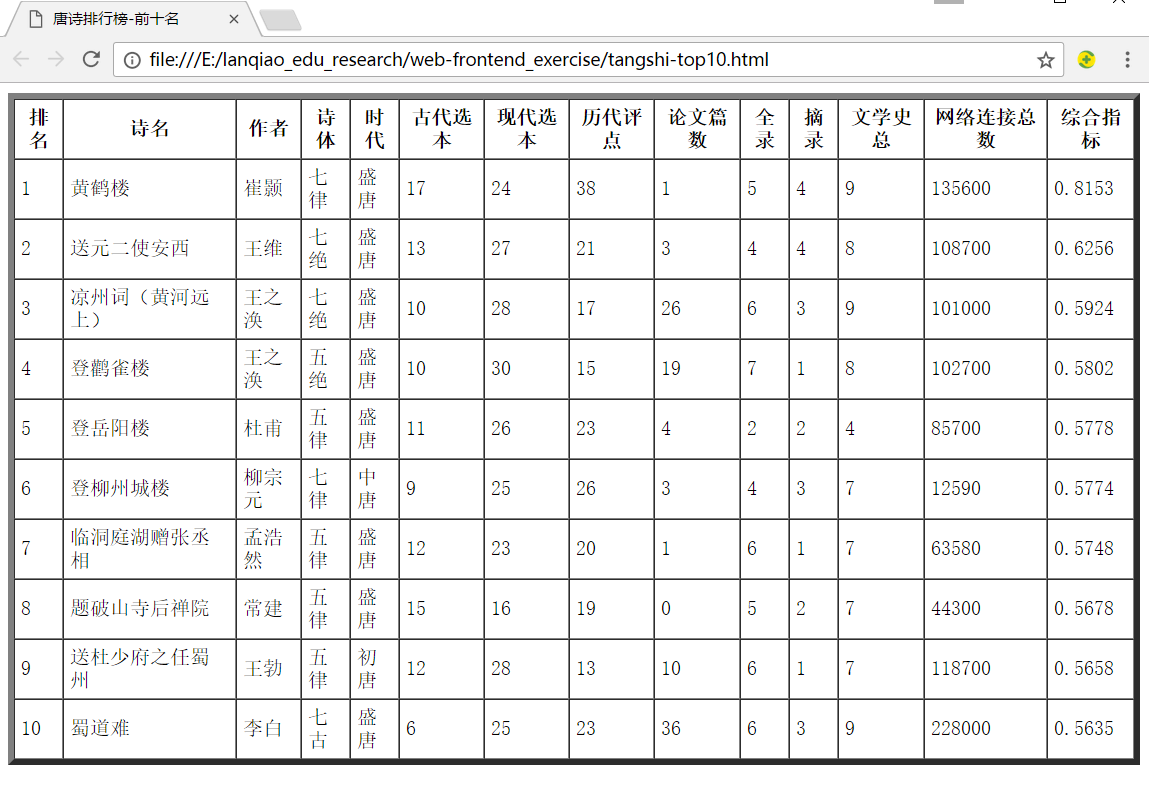 唐诗排行榜-前十名
file:///E:/lanqiao_edu_research/web-frontend_exercise/tangshi-top10.html
排名 诗名 作者 诗体 时代 古代选本 现代选本 历代评点 论文篇数 全录 摘录 文学史总 网络连接总数 综合指标
1 黄鹤楼 崔颢 七律 盛唐 17 24 38 1 5 4 9 135600 0.8153
2 送元二使安西 王维 七绝 盛唐 13 27 21 3 4 4 8 108700 0.6256
3 凉州词（黄河远上） 王之涣 七绝 盛唐 10 28 17 26 6 3 9 101000 0.5924
4 登鹳雀楼 王之涣 五绝 盛唐 10 30 15 19 7 1 8 102700 0.5802
5 登岳阳楼 杜甫 五律 盛唐 11 26 23 4 2 2 4 85700 0.5778
6 登柳州城楼 柳宗元 七律 中唐 9 25 26 3 4 3 7 12590 0.5774
7 临洞庭湖赠张丞相 孟浩然 五律 盛唐 12 23 20 1 6 1 7 63580 0.5748
8 题破山寺后禅院 常建 五律 盛唐 15 16 19 0 5 2 7 44300 0.5678
9 送杜少府之任蜀州 王勃 五律 初唐 12 28 13 10 6 1 7 118700 0.5658
10 蜀道难 李白 七古 盛唐 6 25 23 36 6 3 9 228000 0.5635